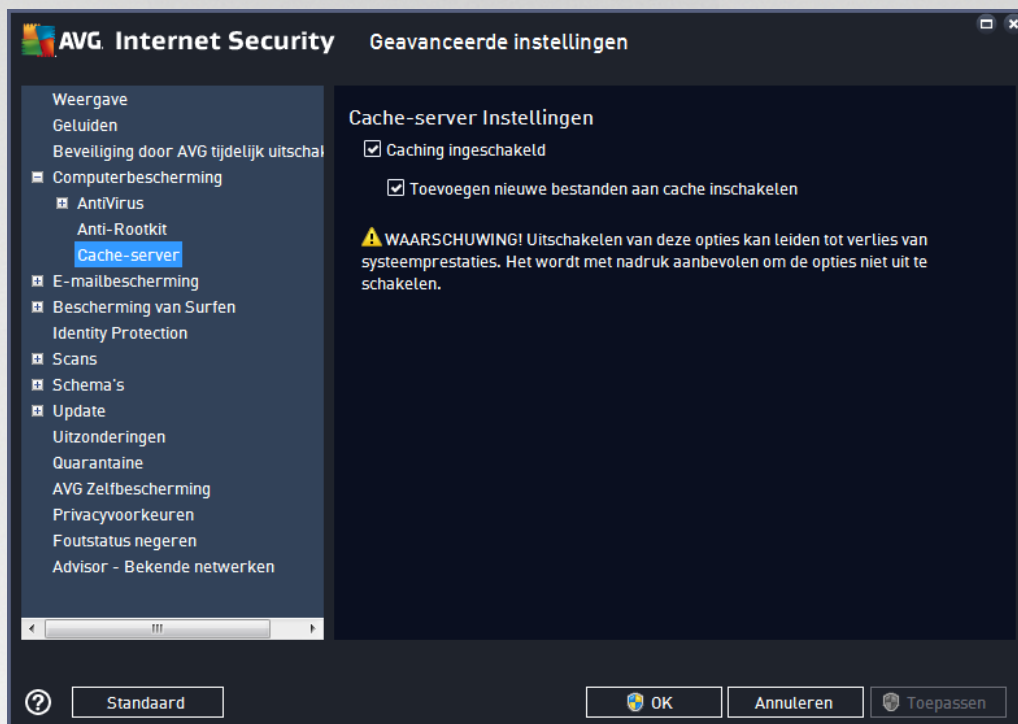 AVG. Internet Security Geavanceerde instellingen
Weergave
Geluiden
Beveiliging door AVG tijdelijk uitschak
Computerbescherming
AntiVirus
Anti-Rootkit
Cache-server
E-mailbescherming
Bescherming van Surfen
Identity Protection
Scans
Schema's
Update
Uitzonderingen
Quarantaine
AVG Zelfbescherming
Privacyvoorkeuren
Foutstatus negeren
Advisor - Bekende netwerken
Cache-server Instellingen
Caching ingeschakeld
Toevoegen nieuwe bestanden aan cache inschakelen
WAARSCHUWING! Uitschakelen van deze opties kan leiden tot verlies van
systeemprestaties. Het wordt met nadruk aanbevolen om de opties niet uit te
schakelen.
Standaard
OK
Annuleren
Toepassen